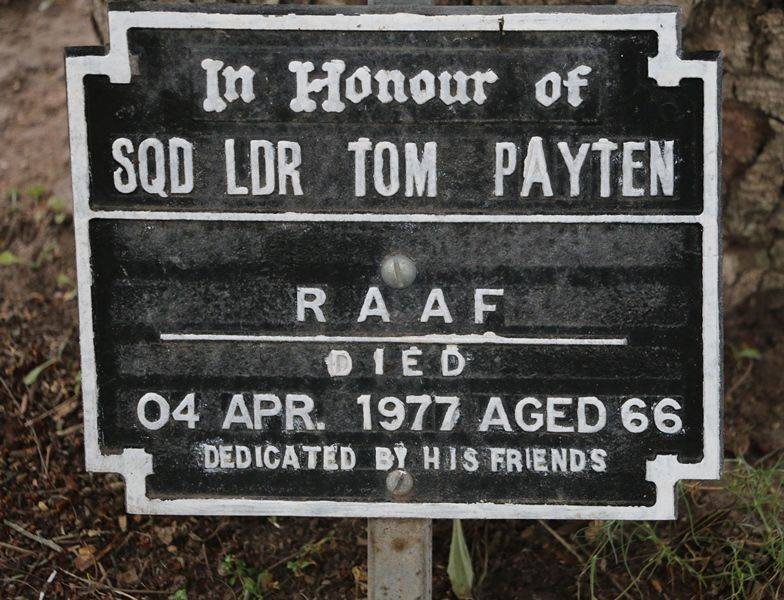 In Honour of
SQD LDR TOM PAYTEN
RAAF
DIED
04 APR. 1977 AGED 66
DEDICATED BY HIS FRIENDS